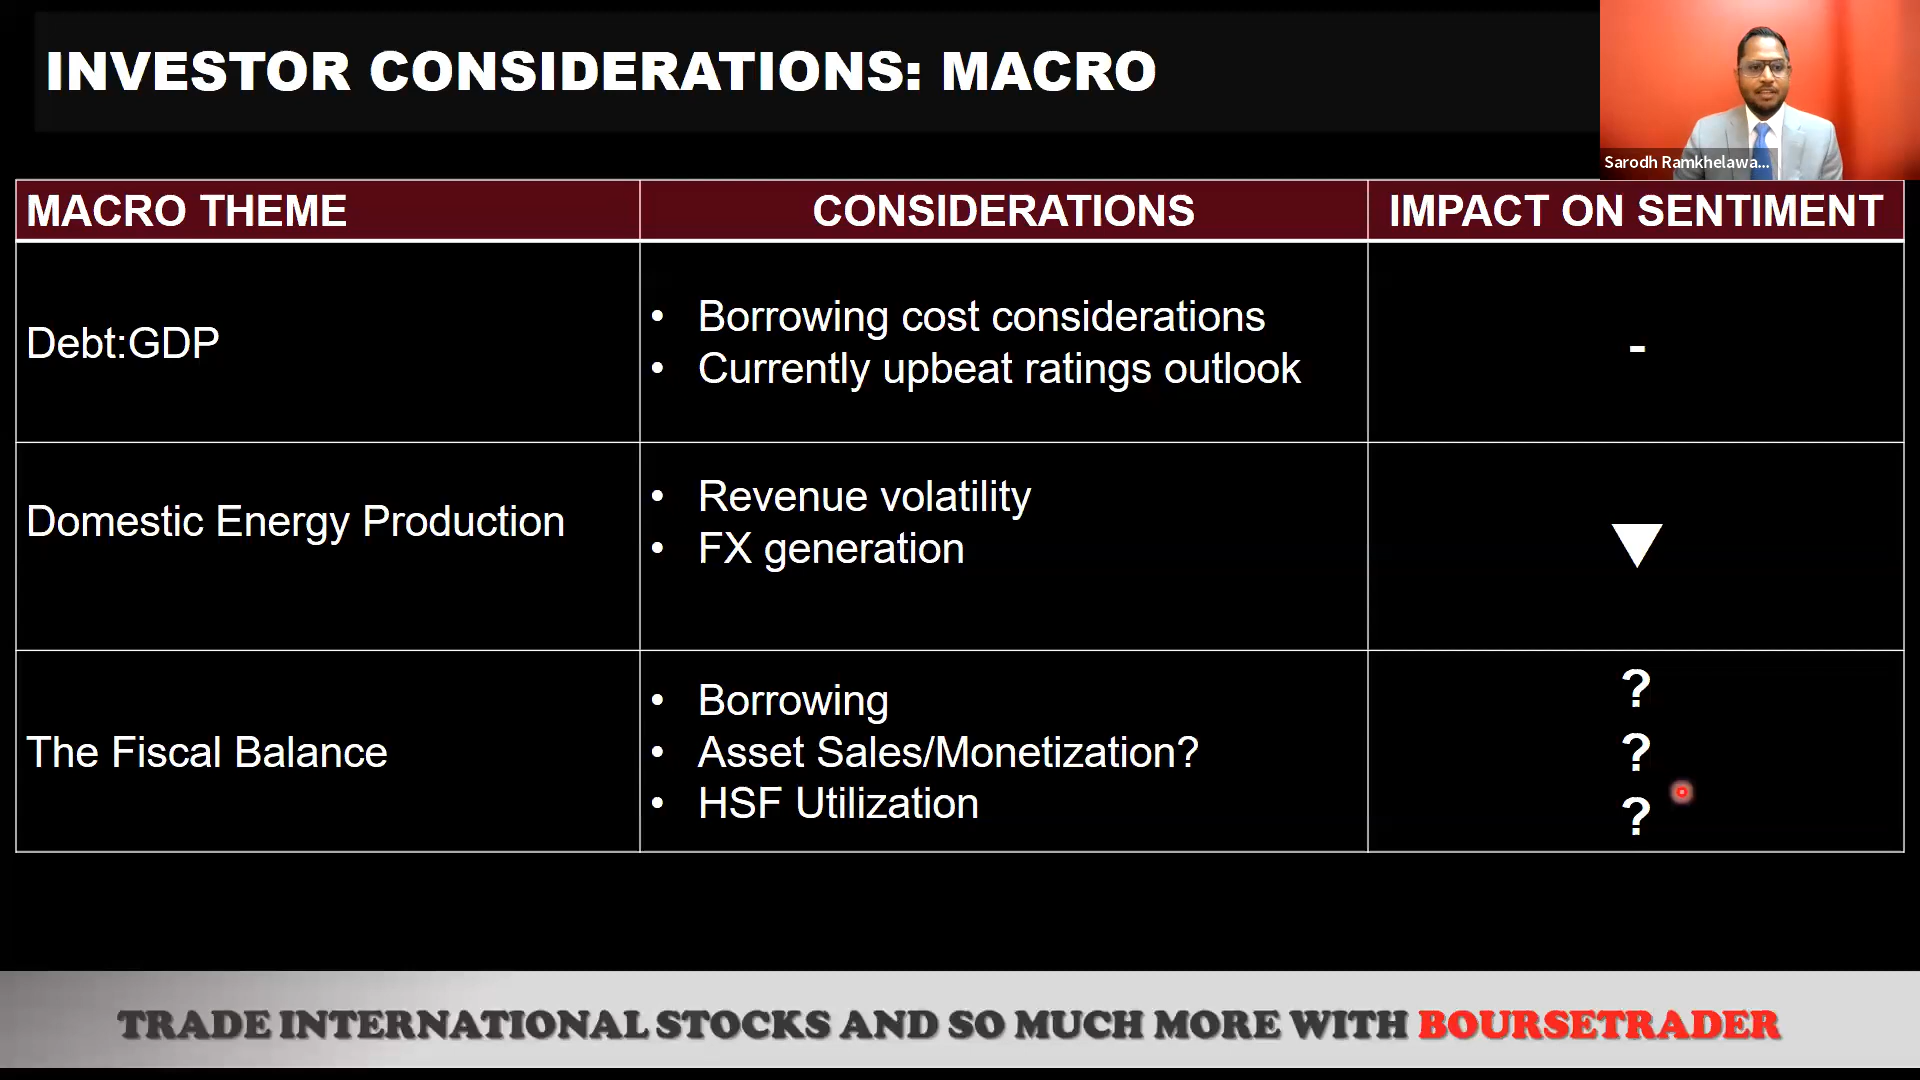 INVESTOR CONSIDERATIONS: MACRO
Sarodh Ramkhelawa...
MACRO THEME
CONSIDERATIONS
IMPACT ON SENTIMENT
Debt:GDP
• Borrowing cost considerations
• Currently upbeat ratings outlook
-
Domestic Energy Production
• Revenue volatility
• FX generation
▼
The Fiscal Balance
• Borrowing
• Asset Sales/Monetization?
• HSF Utilization
?
?
?
TRADE INTERNATIONAL STOCKS AND SO MUCH MORE WITH BOURSETRADER